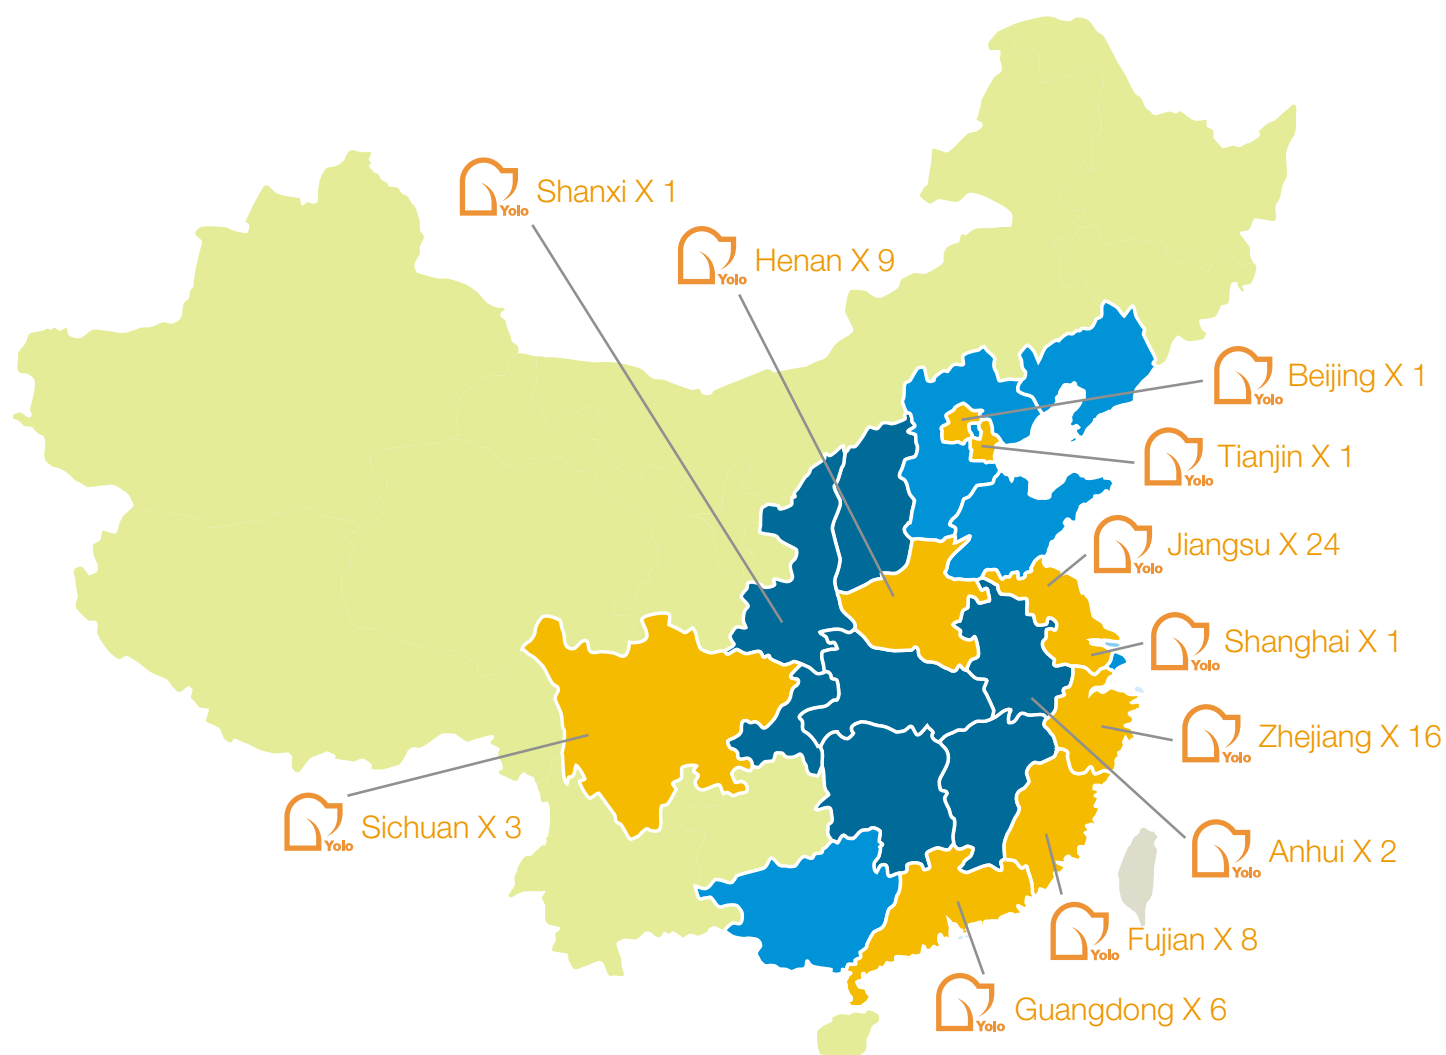 Shanxi X 1
Yolo
Henan X 9
Yolo
Beijing X 1
Yolo
Tianjin X 1
Yolo
Jiangsu X 24
Yolo
Shanghai X 1
Yolo
Zhejiang X 16
Yolo
Sichuan X 3
Yolo
Anhui X 2
Yolo
Fujian X 8
Yolo
Guangdong X 6
Yolo